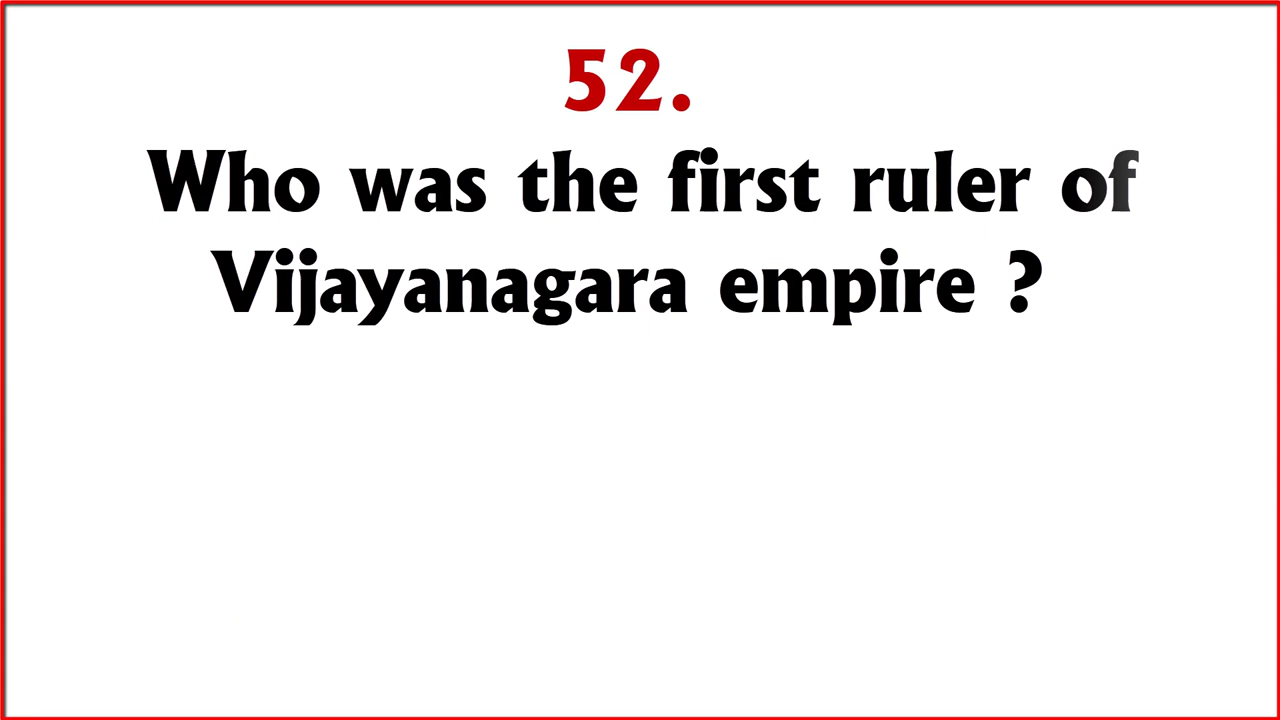 52.
Who was the first ruler of
Vijayanagara empire ?